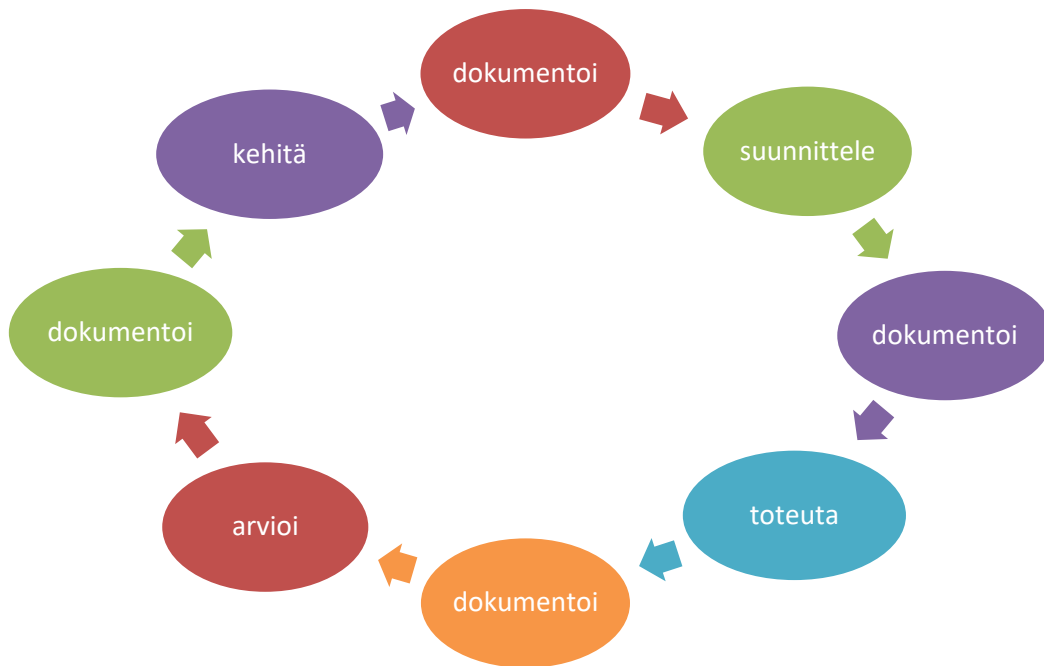 dokumentoi
suunnittele
dokumentoi
toteuta
dokumentoi
arvioi
dokumentoi
kehitä